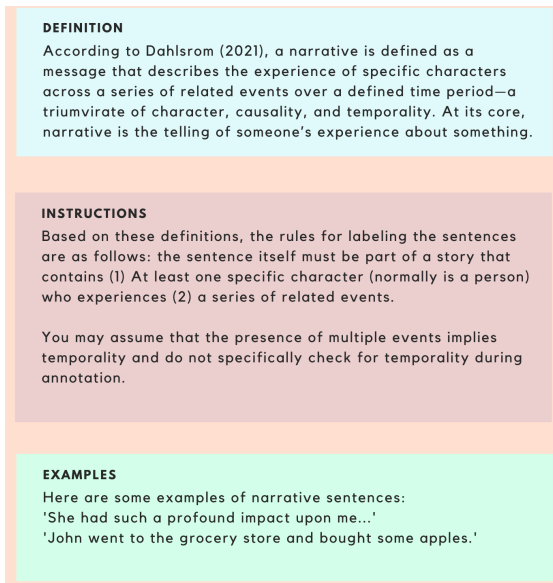 DEFINITION
According to Dahlsrom (2021), a narrative is defined as a
message that describes the experience of specific characters
across a series of related events over a defined time period—a
triumvirate of character, causality, and temporality. At its core,
narrative is the telling of someone's experience about something.
INSTRUCTIONS
Based on these definitions, the rules for labeling the sentences
are as follows: the sentence itself must be part of a story that
contains (1) At least one specific character (normally is a person)
who experiences (2) a series of related events.
You may assume that the presence of multiple events implies
temporality and do not specifically check for temporality during
annotation.
EXAMPLES
Here are some examples of narrative sentences:
'She had such a profound impact upon me...'
'John went to the grocery store and bought some apples.'